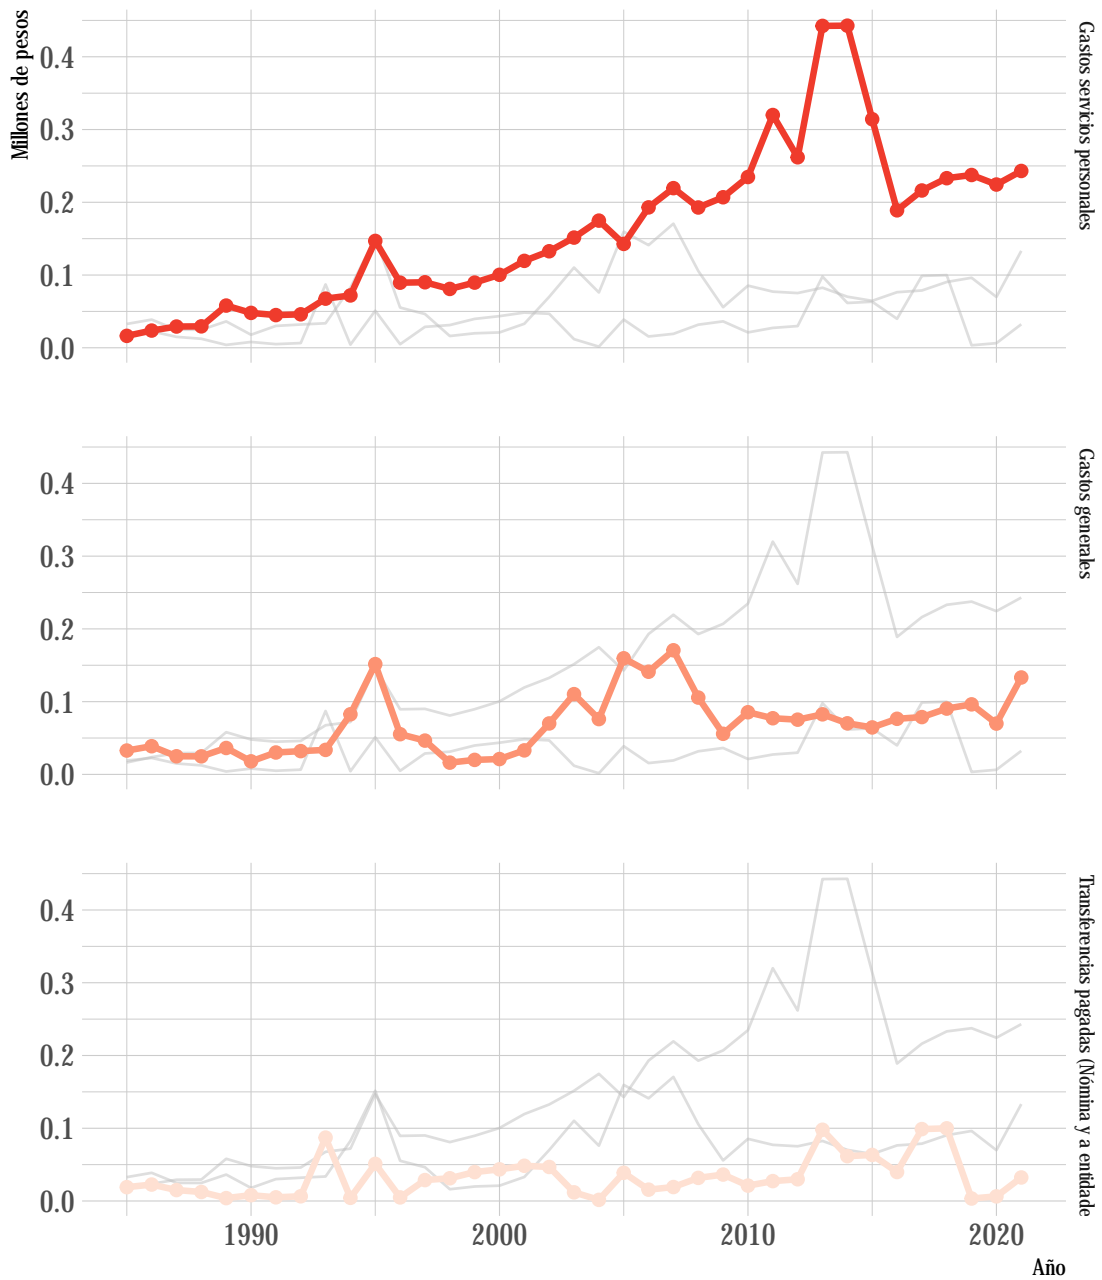 Millones de pesos
0.4
0.3
0.2
0.1
0.0
Gastos servicios personales
0.4
0.3
0.2
0.1
0.0
Gastos generales
0.4
0.3
0.2
0.1
0.0
Transferencias pagadas (Nómina y a entidade
1990 2000 2010 2020
Año